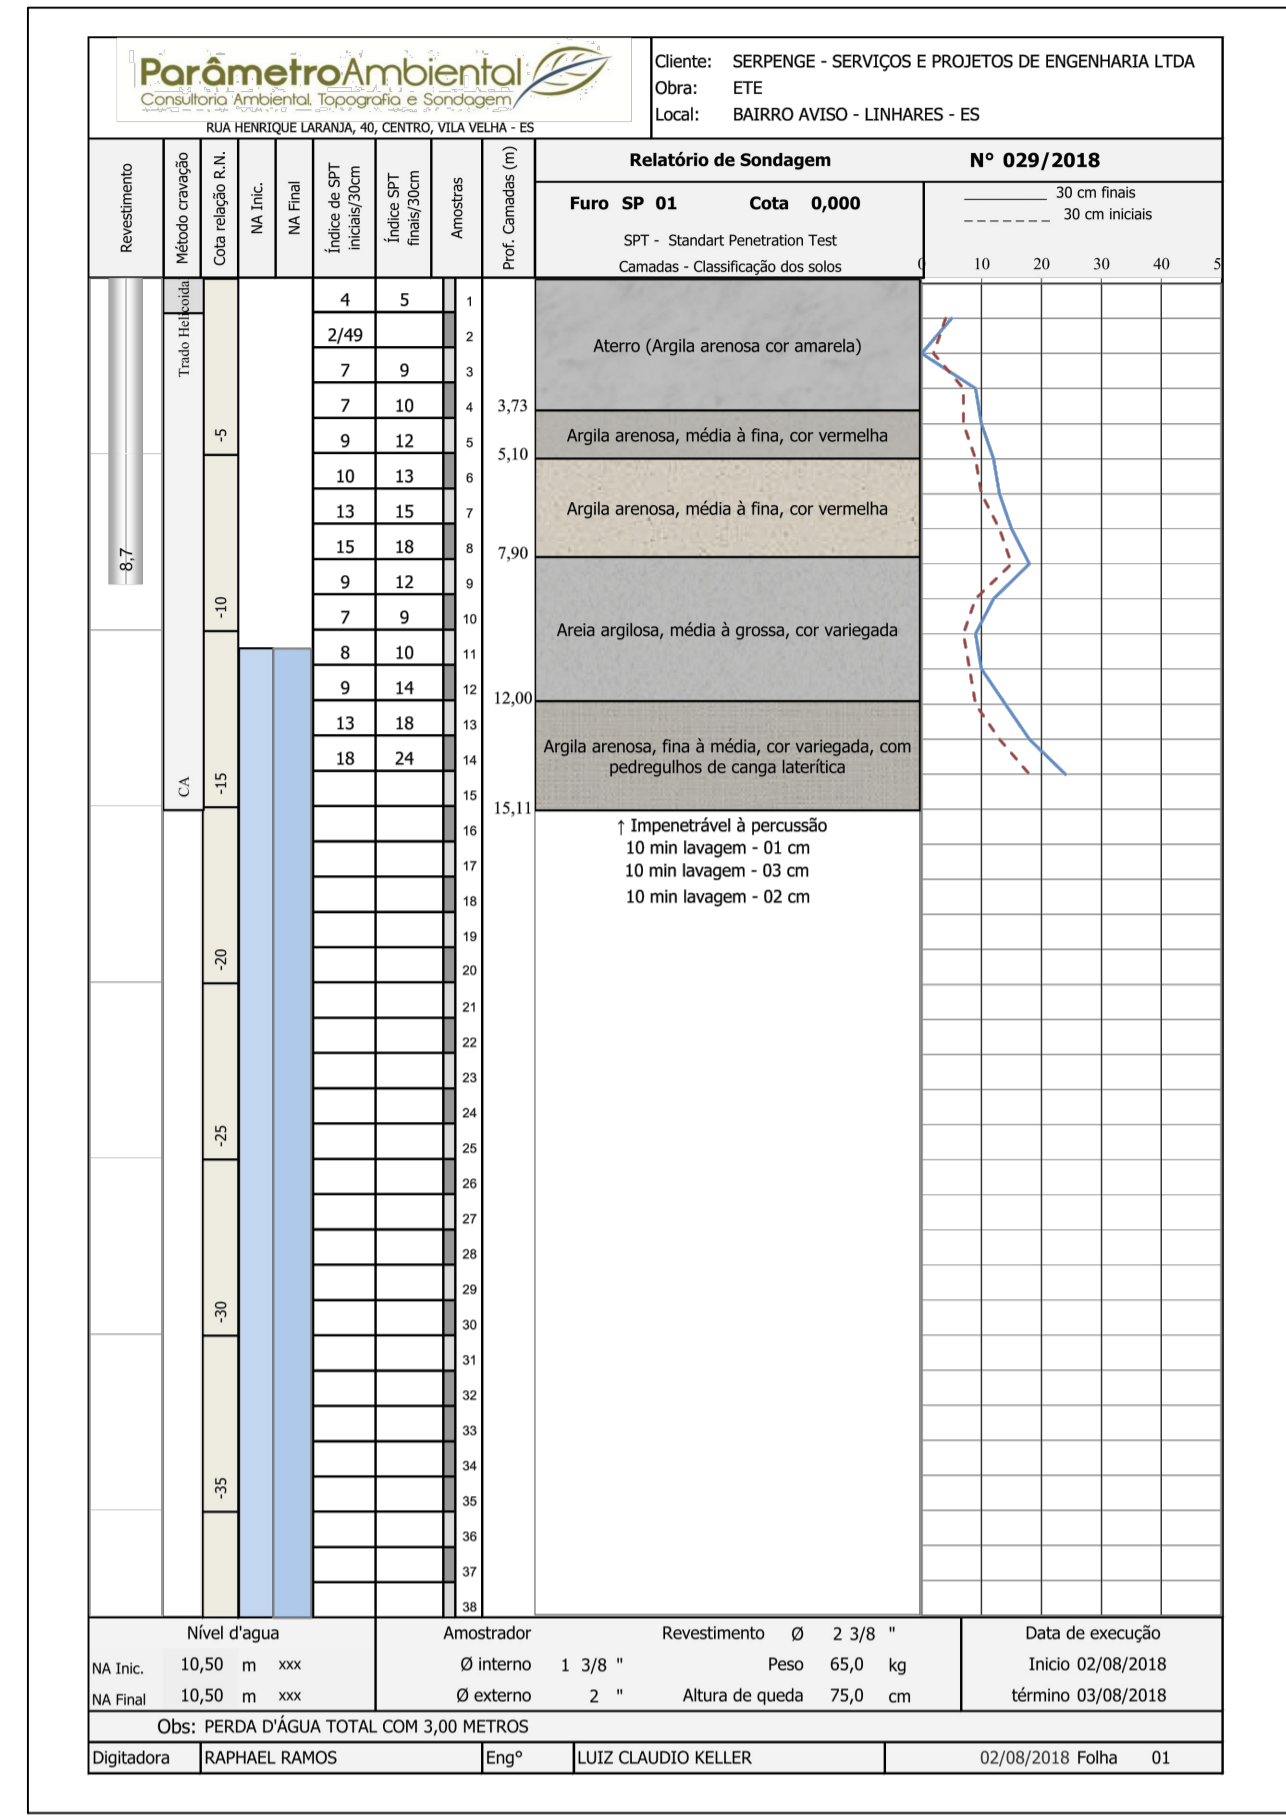 ParâmetroAmbiental
Consultoria Ambiental, Topografia e Sondagem
RUA HENRIQUE LARANJA, 40, CENTRO, VILA VELHA - ES
Cliente: SERPENGE - SERVIÇOS E PROJETOS DE ENGENHARIA LTDA
Obra: ETE
Local: BAIRRO AVISO - LINHARES - ES
Revestimento
Método cravação
Cota relação R.N.
NA Inic.
NA Final
Índice de SPT iniciais/30cm
Índice SPT finais/30cm
Amostras
Prof. Camadas (m)
Relatório de Sondagem N° 029/2018
Furo SP 01 Cota 0,000
SPT - Standart Penetration Test
Camadas - Classificação dos solos
30 cm finais
30 cm iniciais
0 10 20 30 40 5
8,7
Trado Helicoida
CA
-5
-10
-15
-20
-25
-30
-35
4 5 1
2/49 2
7 9 3
7 10 4
9 12 5
10 13 6
13 15 7
15 18 8
9 12 9
7 9 10
8 10 11
9 14 12
13 18 13
18 24 14
15
16
17
18
19
20
21
22
23
24
25
26
27
28
29
30
31
32
33
34
35
36
37
38
3,73
5,10
7,90
12,00
15,11
Aterro (Argila arenosa cor amarela)
Argila arenosa, média à fina, cor vermelha
Argila arenosa, média à fina, cor vermelha
Areia argilosa, média à grossa, cor variegada
Argila arenosa, fina à média, cor variegada, com
pedregulhos de canga laterítica
↑ Impenetrável à percussão
10 min lavagem - 01 cm
10 min lavagem - 03 cm
10 min lavagem - 02 cm
Nível d'agua
NA Inic. 10,50 m xxx
NA Final 10,50 m xxx
Amostrador
Ø interno 1 3/8 "
Ø externo 2 "
Revestimento Ø 2 3/8 "
Peso 65,0 kg
Altura de queda 75,0 cm
Data de execução
Inicio 02/08/2018
término 03/08/2018
Obs: PERDA D'ÁGUA TOTAL COM 3,00 METROS
Digitadora RAPHAEL RAMOS Eng° LUIZ CLAUDIO KELLER 02/08/2018 Folha 01